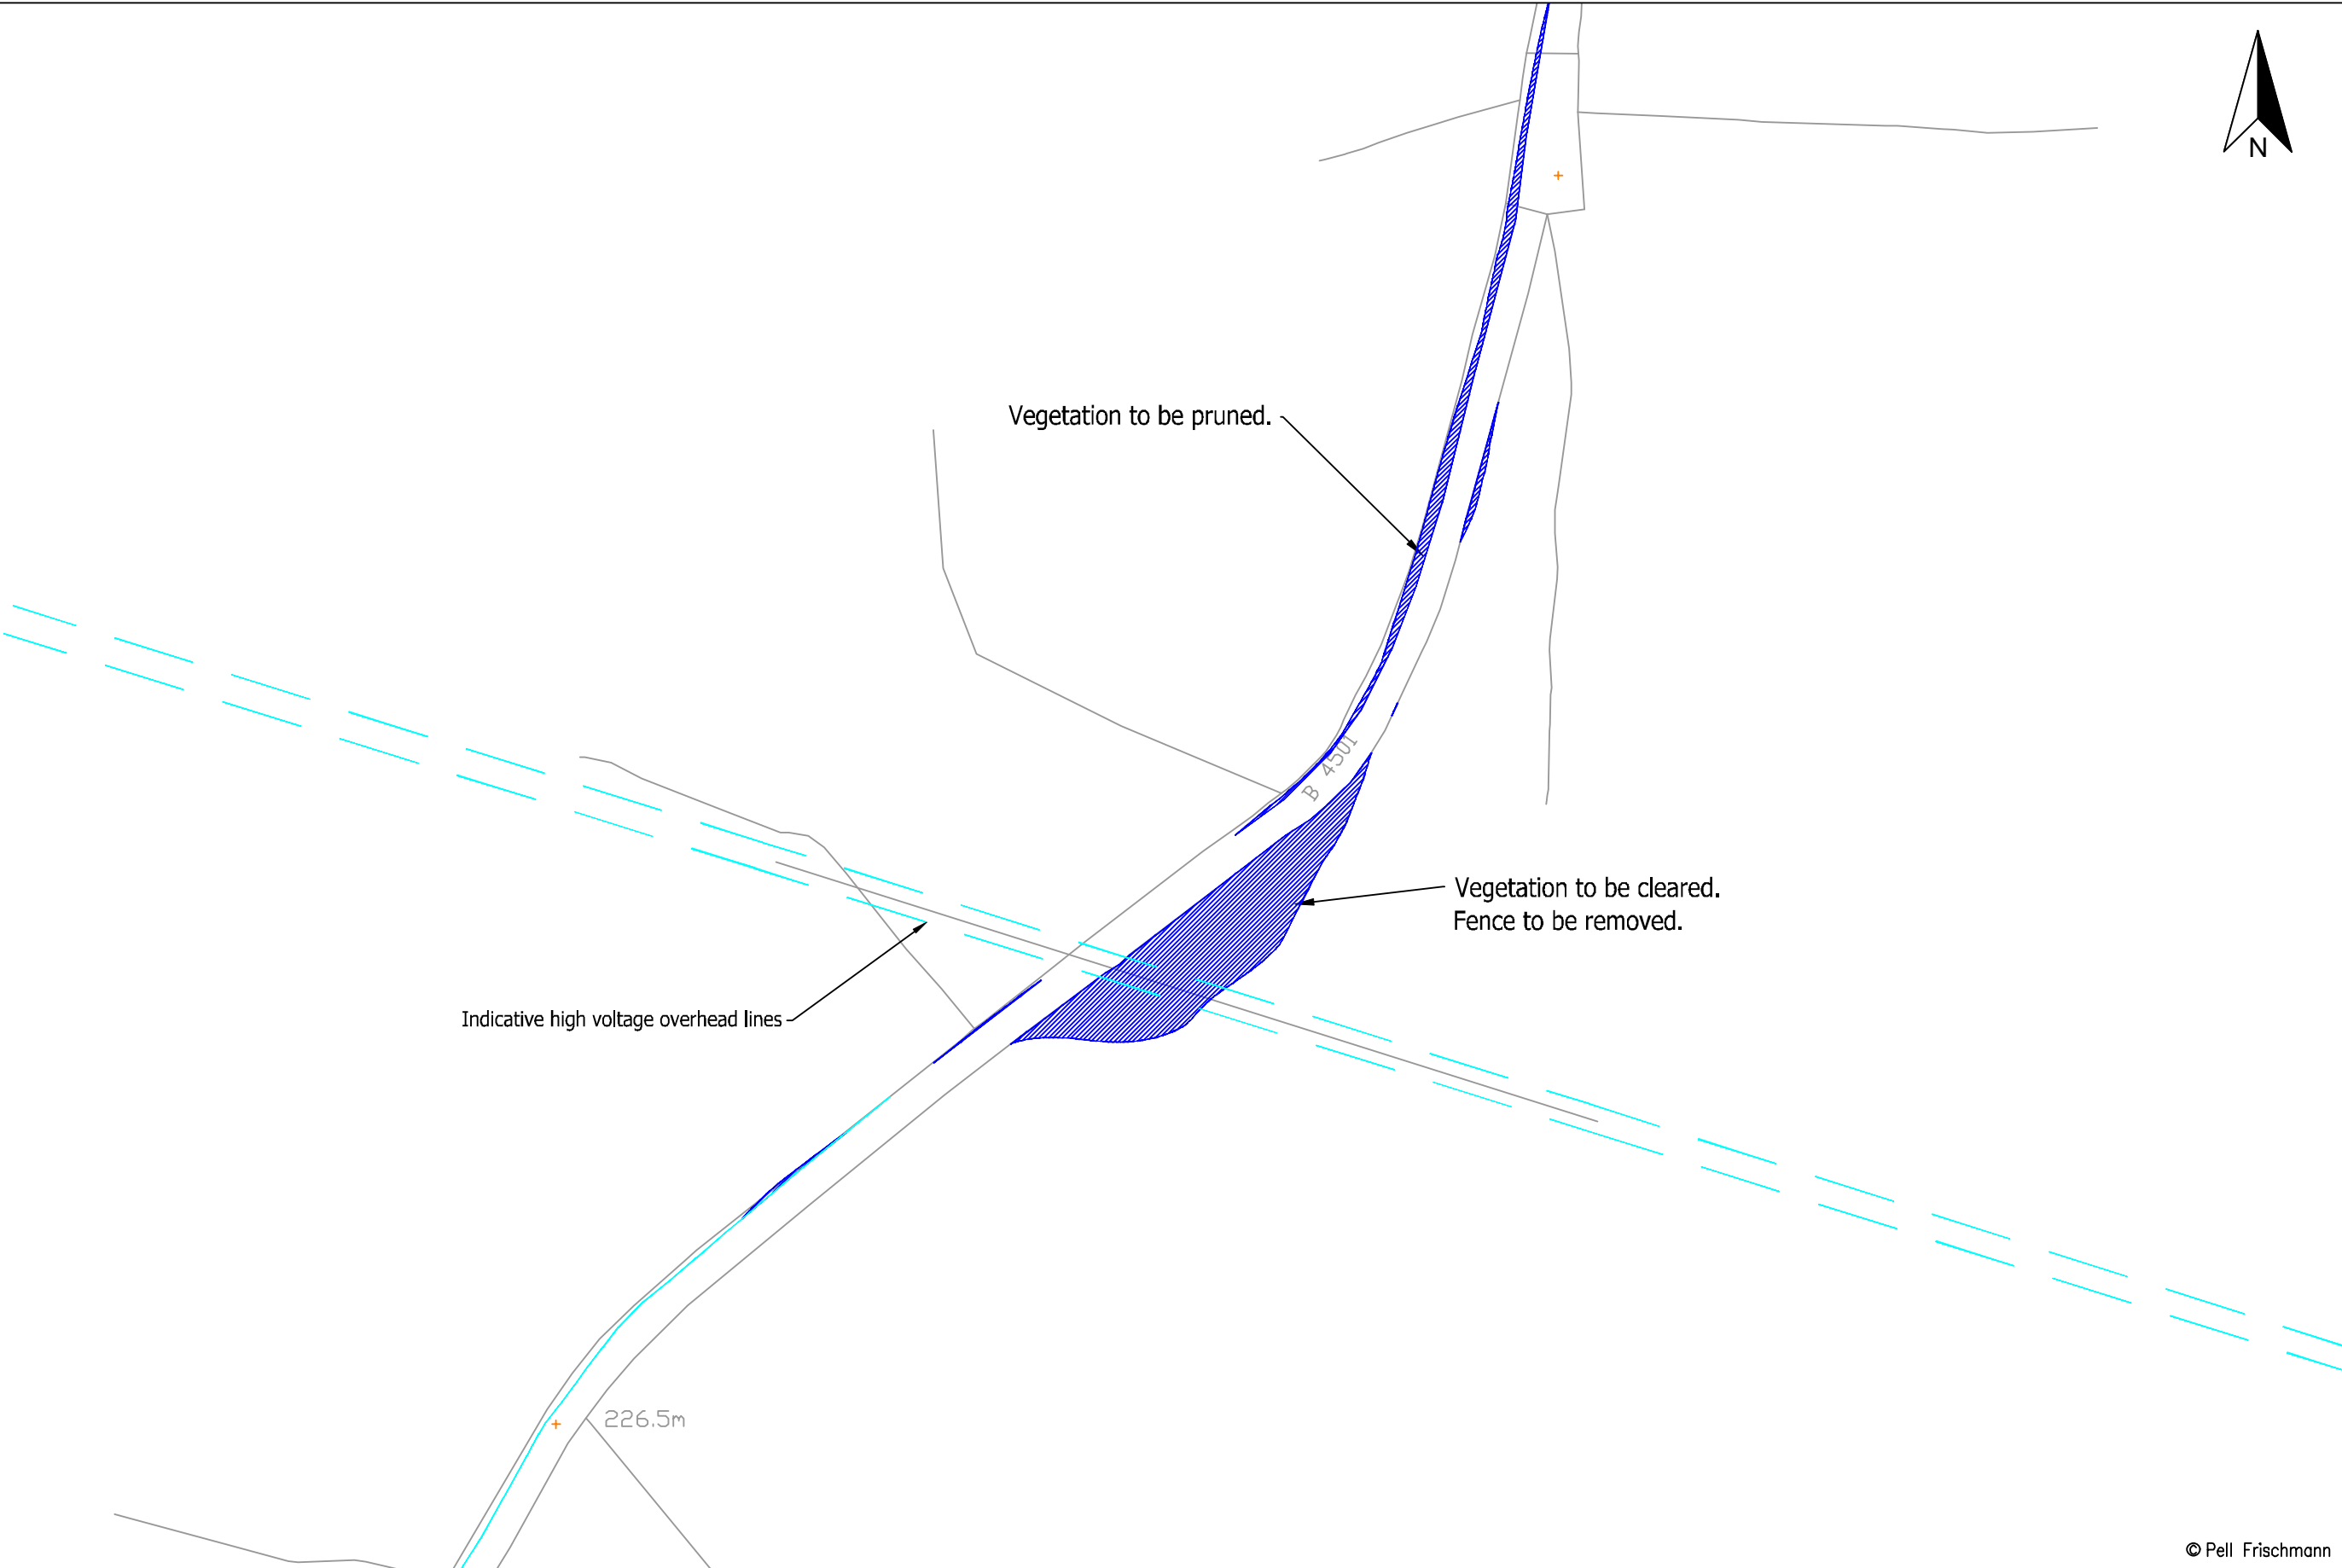 N
Vegetation to be pruned.
B 4501
Vegetation to be cleared.
Fence to be removed.
Indicative high voltage overhead lines
226.5m
© Pell Frischmann